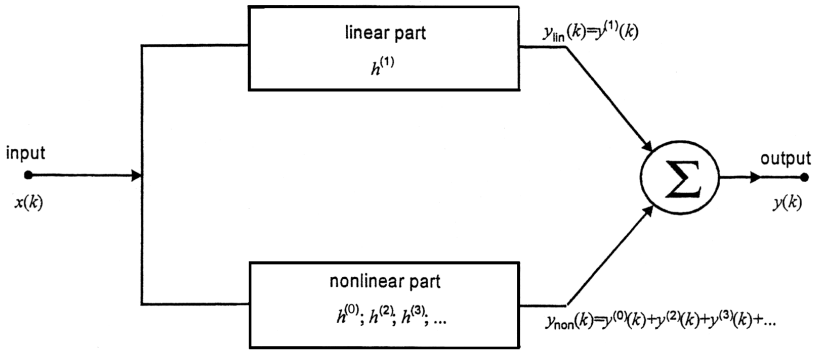 linear part
h⁽¹⁾
y_lin(k)=y⁽¹⁾(k)
input
x(k)
Σ
output
y(k)
nonlinear part
h⁽⁰⁾; h⁽²⁾; h⁽³⁾; ...
y_non(k)=y⁽⁰⁾(k)+y⁽²⁾(k)+y⁽³⁾(k)+...